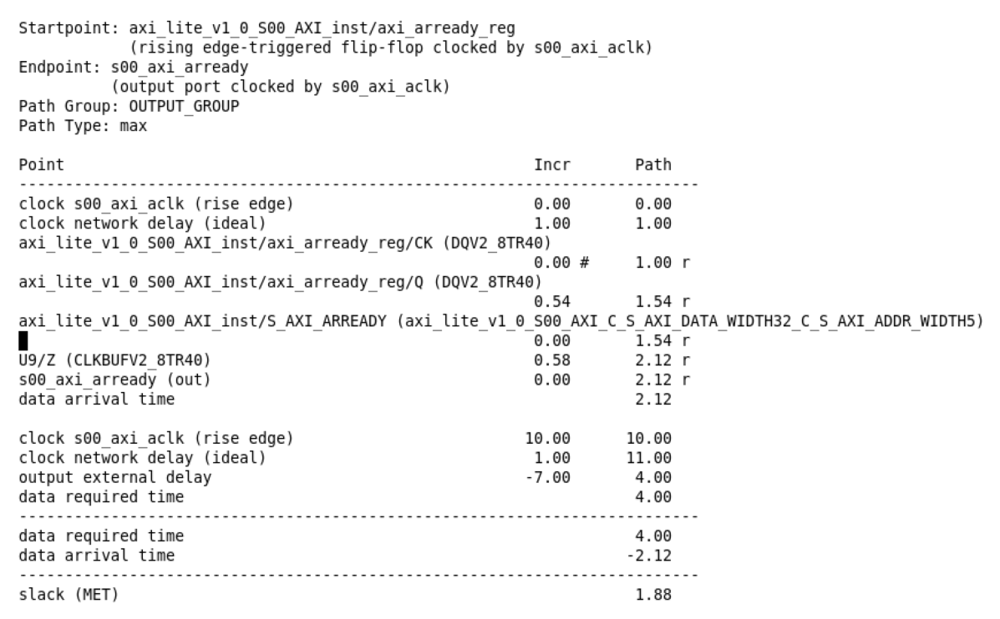 Startpoint: axi_lite_v1_0_S00_AXI_inst/axi_arready_reg
(rising edge-triggered flip-flop clocked by s00_axi_aclk)
Endpoint: s00_axi_arready
(output port clocked by s00_axi_aclk)
Path Group: OUTPUT_GROUP
Path Type: max
Point Incr Path
---------------------------------------------------------------------------
clock s00_axi_aclk (rise edge) 0.00 0.00
clock network delay (ideal) 1.00 1.00
axi_lite_v1_0_S00_AXI_inst/axi_arready_reg/CK (DQV2_8TR40)
0.00 # 1.00 r
axi_lite_v1_0_S00_AXI_inst/axi_arready_reg/Q (DQV2_8TR40)
0.54 1.54 r
axi_lite_v1_0_S00_AXI_inst/S_AXI_ARREADY (axi_lite_v1_0_S00_AXI_C_S_AXI_DATA_WIDTH32_C_S_AXI_ADDR_WIDTH5)
0.00 1.54 r
U9/Z (CLKBUFV2_8TR40) 0.58 2.12 r
s00_axi_arready (out) 0.00 2.12 r
data arrival time 2.12
clock s00_axi_aclk (rise edge) 10.00 10.00
clock network delay (ideal) 1.00 11.00
output external delay -7.00 4.00
data required time 4.00
---------------------------------------------------------------------------
data required time 4.00
data arrival time -2.12
---------------------------------------------------------------------------
slack (MET) 1.88